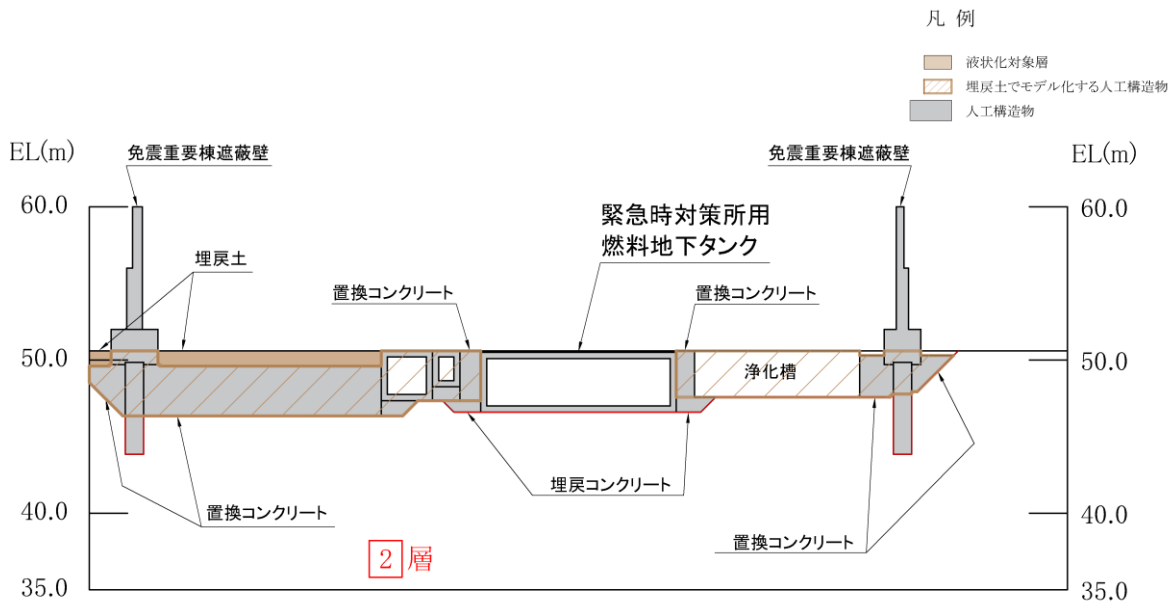 凡 例
液状化対象層
埋戻土でモデル化する人工構造物
人工構造物
EL(m)
免震重要棟遮蔽壁
免震重要棟遮蔽壁
EL(m)
60.0
60.0
緊急時対策所用
燃料地下タンク
埋戻土
置換コンクリート
置換コンクリート
50.0
50.0
浄化槽
埋戻コンクリート
置換コンクリート
40.0
40.0
置換コンクリート
2 層
35.0
35.0